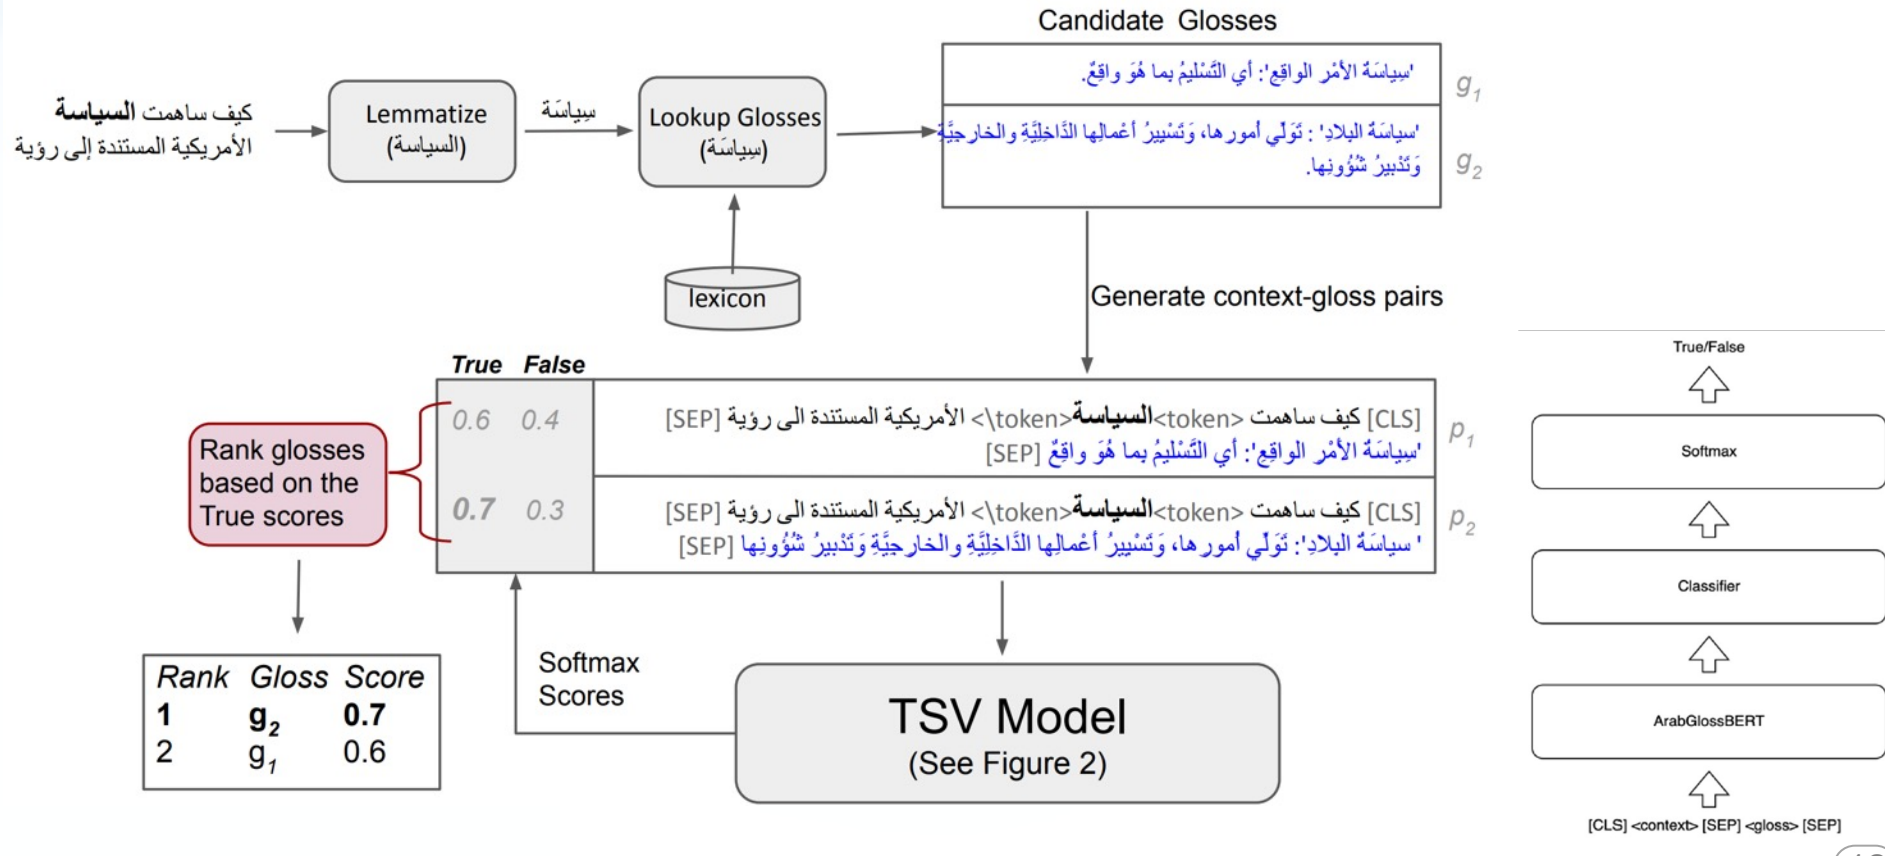 Candidate Glosses
كيف ساهمت السياسة
الأمريكية المستندة إلى رؤية
Lemmatize
(السياسة)
سِياسَة
Lookup Glosses
(سِياسَة)
lexicon
'سِياسَةُ الأمْر الواقِعِ': أي التَّسْليمُ بما هُوَ واقِعٌ.
g1
'سياسَةُ البلادِ' : تَوَلّي أمورها، وَتَسْييرُ أعْمالِها الدَّاخِلِيَّةِ والخارجيَّةِ
وَتَدْبيرُ شُؤُونِها.
g2
Generate context-gloss pairs
True False
0.6 0.4
[CLS] كيف ساهمت <token>السياسة<\token> الأمريكية المستندة الى رؤية [SEP]
'سِياسَةُ الأمْر الواقِعِ': أي التَّسْليمُ بما هُوَ واقِعٌ [SEP]
p1
0.7 0.3
[CLS] كيف ساهمت <token>السياسة<\token> الأمريكية المستندة الى رؤية [SEP]
' سياسَةُ البلادِ': تَوَلّي أمورها، وَتَسْييرُ أعْمالِها الدَّاخِلِيَّةِ والخارجيَّةِ وَتَدْبيرُ شُؤُونِها [SEP]
p2
Rank glosses
based on the
True scores
Rank Gloss Score
1 g2 0.7
2 g1 0.6
Softmax
Scores
TSV Model
(See Figure 2)
True/False
Softmax
Classifier
ArabGlossBERT
[CLS] <context> [SEP] <gloss> [SEP]